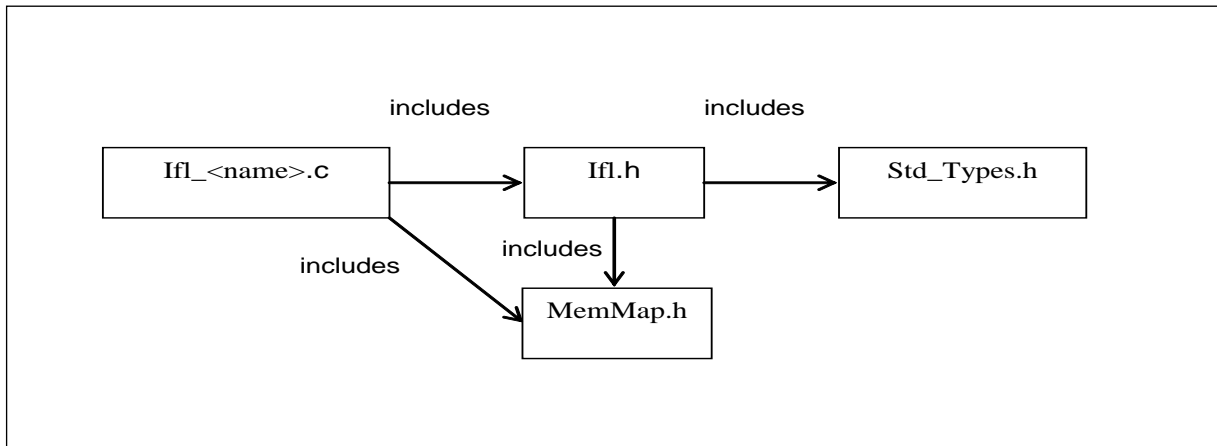 includes
includes
Ifl_<name>.c
Ifl.h
Std_Types.h
includes
includes
MemMap.h